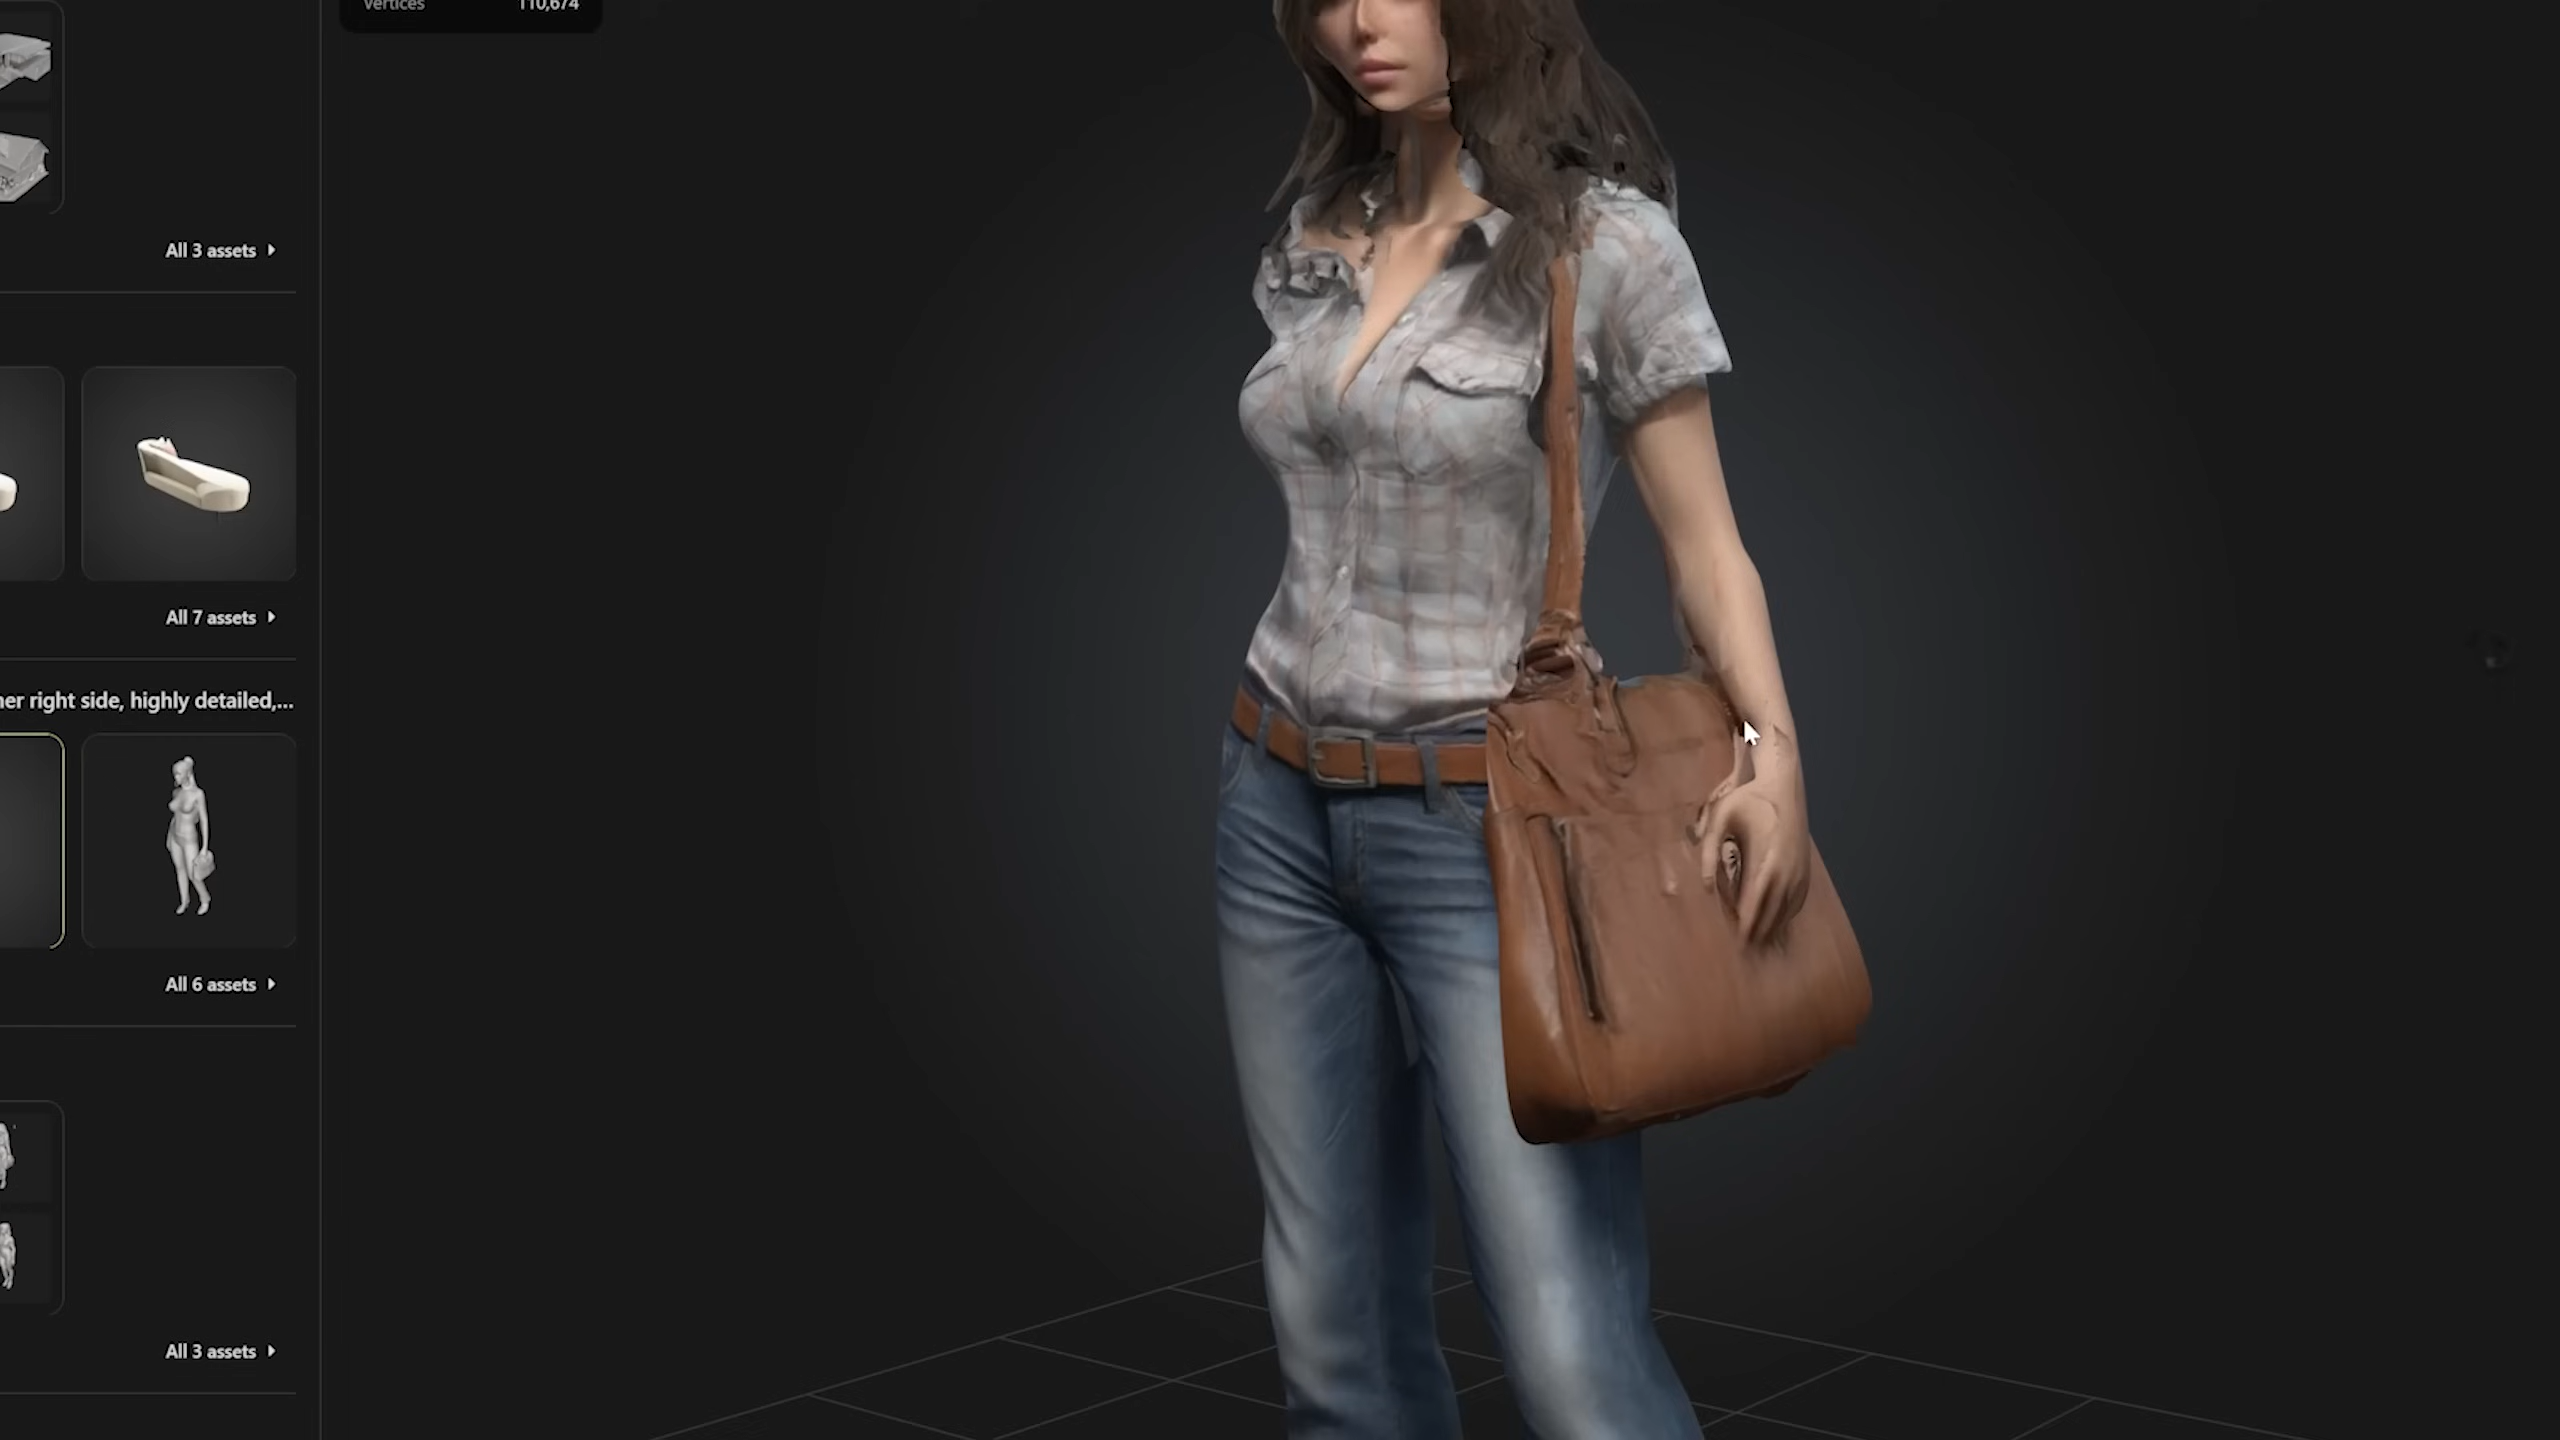 Vertices 110,674
All 3 assets
All 7 assets
her right side, highly detailed,...
All 6 assets
All 3 assets